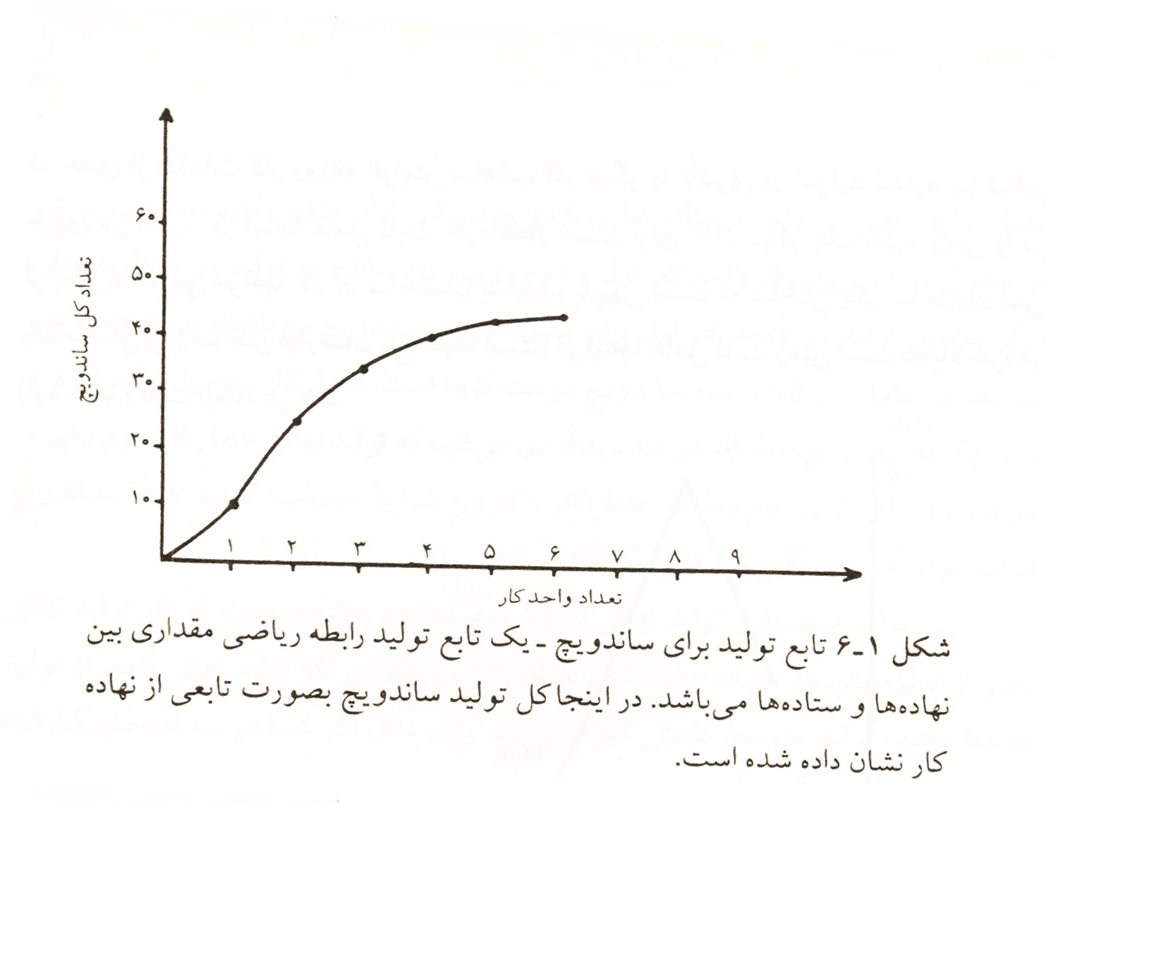 ۶۰
۵۰
۴۰
۳۰
۲۰
۱۰
تعداد کل ساندویچ
۱ ۲ ۳ ۴ ۵ ۶ ۷ ۸ ۹
تعداد واحد کار
شکل ۱ـ۶ تابع تولید برای ساندویچ ـ یک تابع تولید رابطه ریاضی مقداری بین
نهاده‌ها و ستاده‌ها می‌باشد. در اینجا کل تولید ساندویچ بصورت تابعی از نهاده
کار نشان داده شده است.